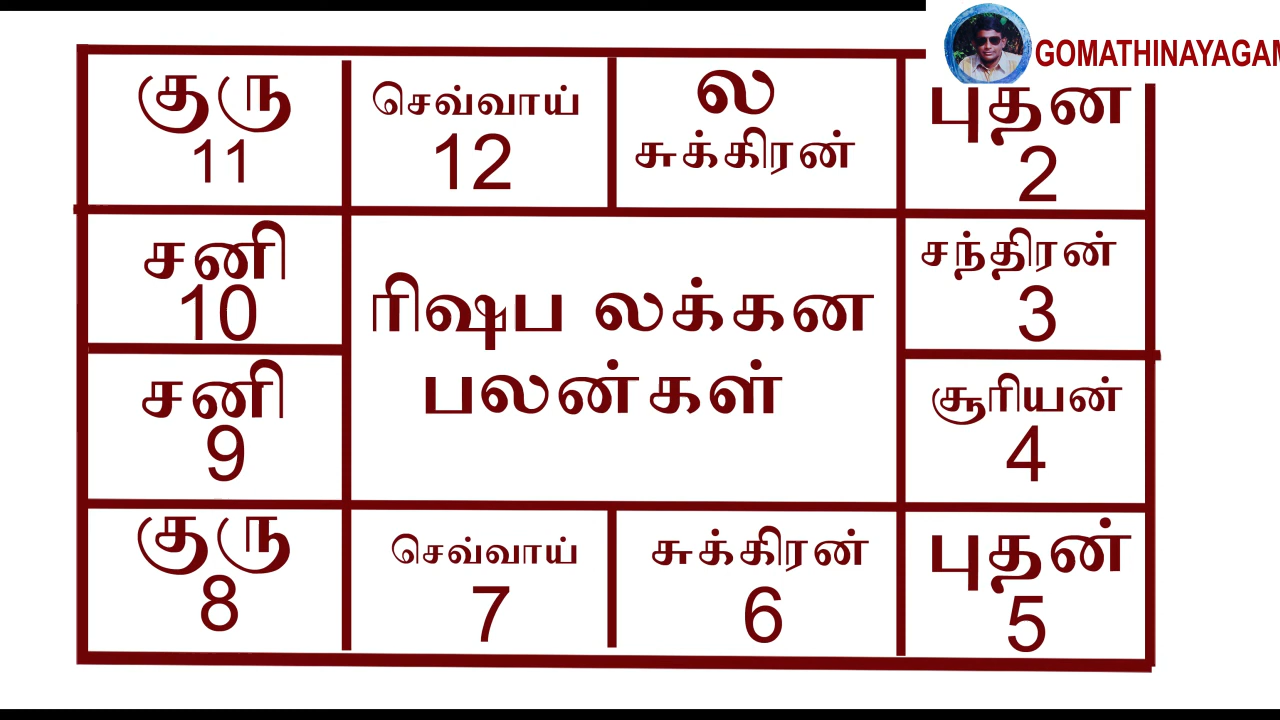 GOMATHINAYAGAM
குரு
11
செவ்வாய்
12
ல
சுக்கிரன்
புதன்
2
சனி
10
ரிஷப லக்கன
பலன்கள்
சந்திரன்
3
சனி
9
சூரியன்
4
குரு
8
செவ்வாய்
7
சுக்கிரன்
6
புதன்
5